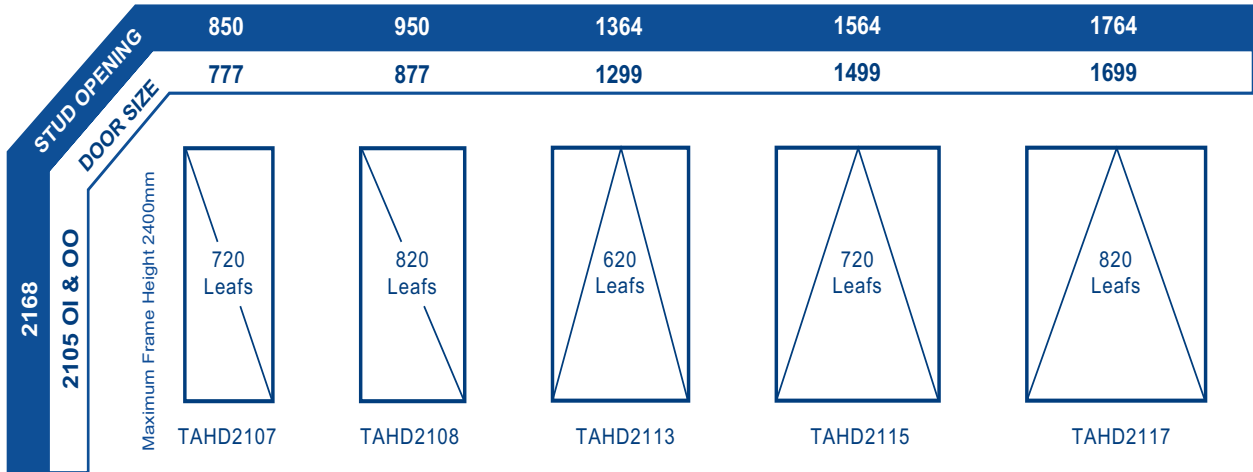 STUD OPENING
850 950 1364 1564 1764
DOOR SIZE
777 877 1299 1499 1699
2168
2105 OI & OO
Maximum Frame Height 2400mm
720
Leafs
820
Leafs
620
Leafs
720
Leafs
820
Leafs
TAHD2107 TAHD2108 TAHD2113 TAHD2115 TAHD2117